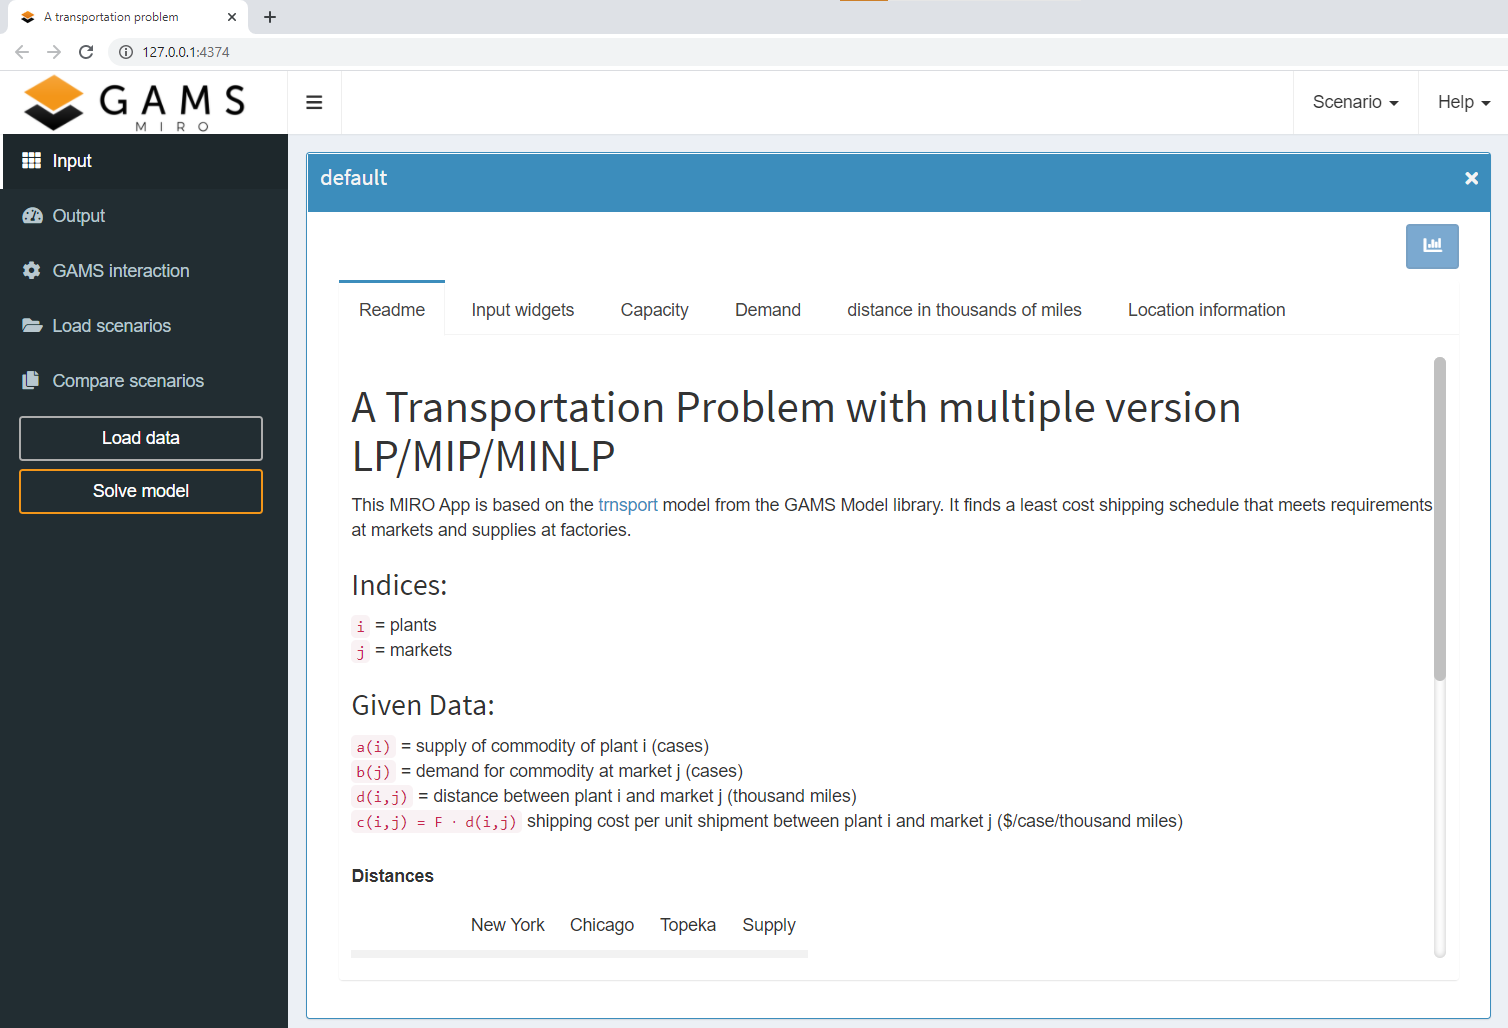 A transportation problem
127.0.0.1:4374
GAMS
MIRO
Scenario
Help
Input
Output
GAMS interaction
Load scenarios
Compare scenarios
Load data
Solve model
default
Readme Input widgets Capacity Demand distance in thousands of miles Location information
A Transportation Problem with multiple version
LP/MIP/MINLP
This MIRO App is based on the trnsport model from the GAMS Model library. It finds a least cost shipping schedule that meets requirements
at markets and supplies at factories.
Indices:
i = plants
j = markets
Given Data:
a(i) = supply of commodity of plant i (cases)
b(j) = demand for commodity at market j (cases)
d(i,j) = distance between plant i and market j (thousand miles)
c(i,j) = F · d(i,j) shipping cost per unit shipment between plant i and market j ($/case/thousand miles)
Distances
New York Chicago Topeka Supply